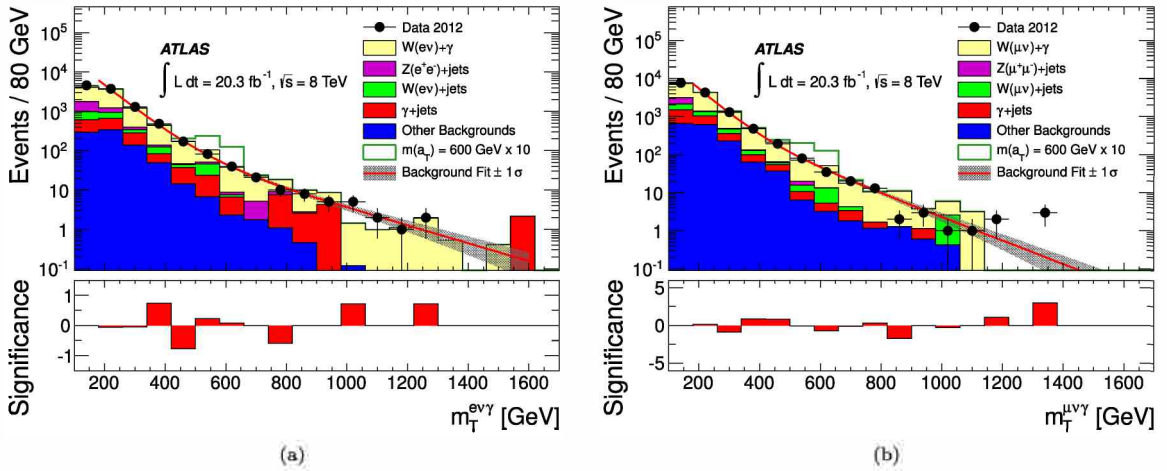 Events / 80 GeV
10^5
10^4
10^3
10^2
10
1
10^-1
ATLAS
∫ L dt = 20.3 fb^-1, √s = 8 TeV
Data 2012
W(eν)+γ
Z(e^+e^-)+jets
W(eν)+jets
γ+jets
Other Backgrounds
m(a_T) = 600 GeV x 10
Background Fit ± 1σ
Significance
1
0
-1
200 400 600 800 1000 1200 1400 1600
m_T^eνγ [GeV]
(a)
Events / 80 GeV
10^5
10^4
10^3
10^2
10
1
10^-1
ATLAS
∫ L dt = 20.3 fb^-1, √s = 8 TeV
Data 2012
W(μν)+γ
Z(μ^+μ^-)+jets
W(μν)+jets
γ+jets
Other Backgrounds
m(a_T) = 600 GeV x 10
Background Fit ± 1σ
Significance
5
0
-5
200 400 600 800 1000 1200 1400 1600
m_T^μνγ [GeV]
(b)